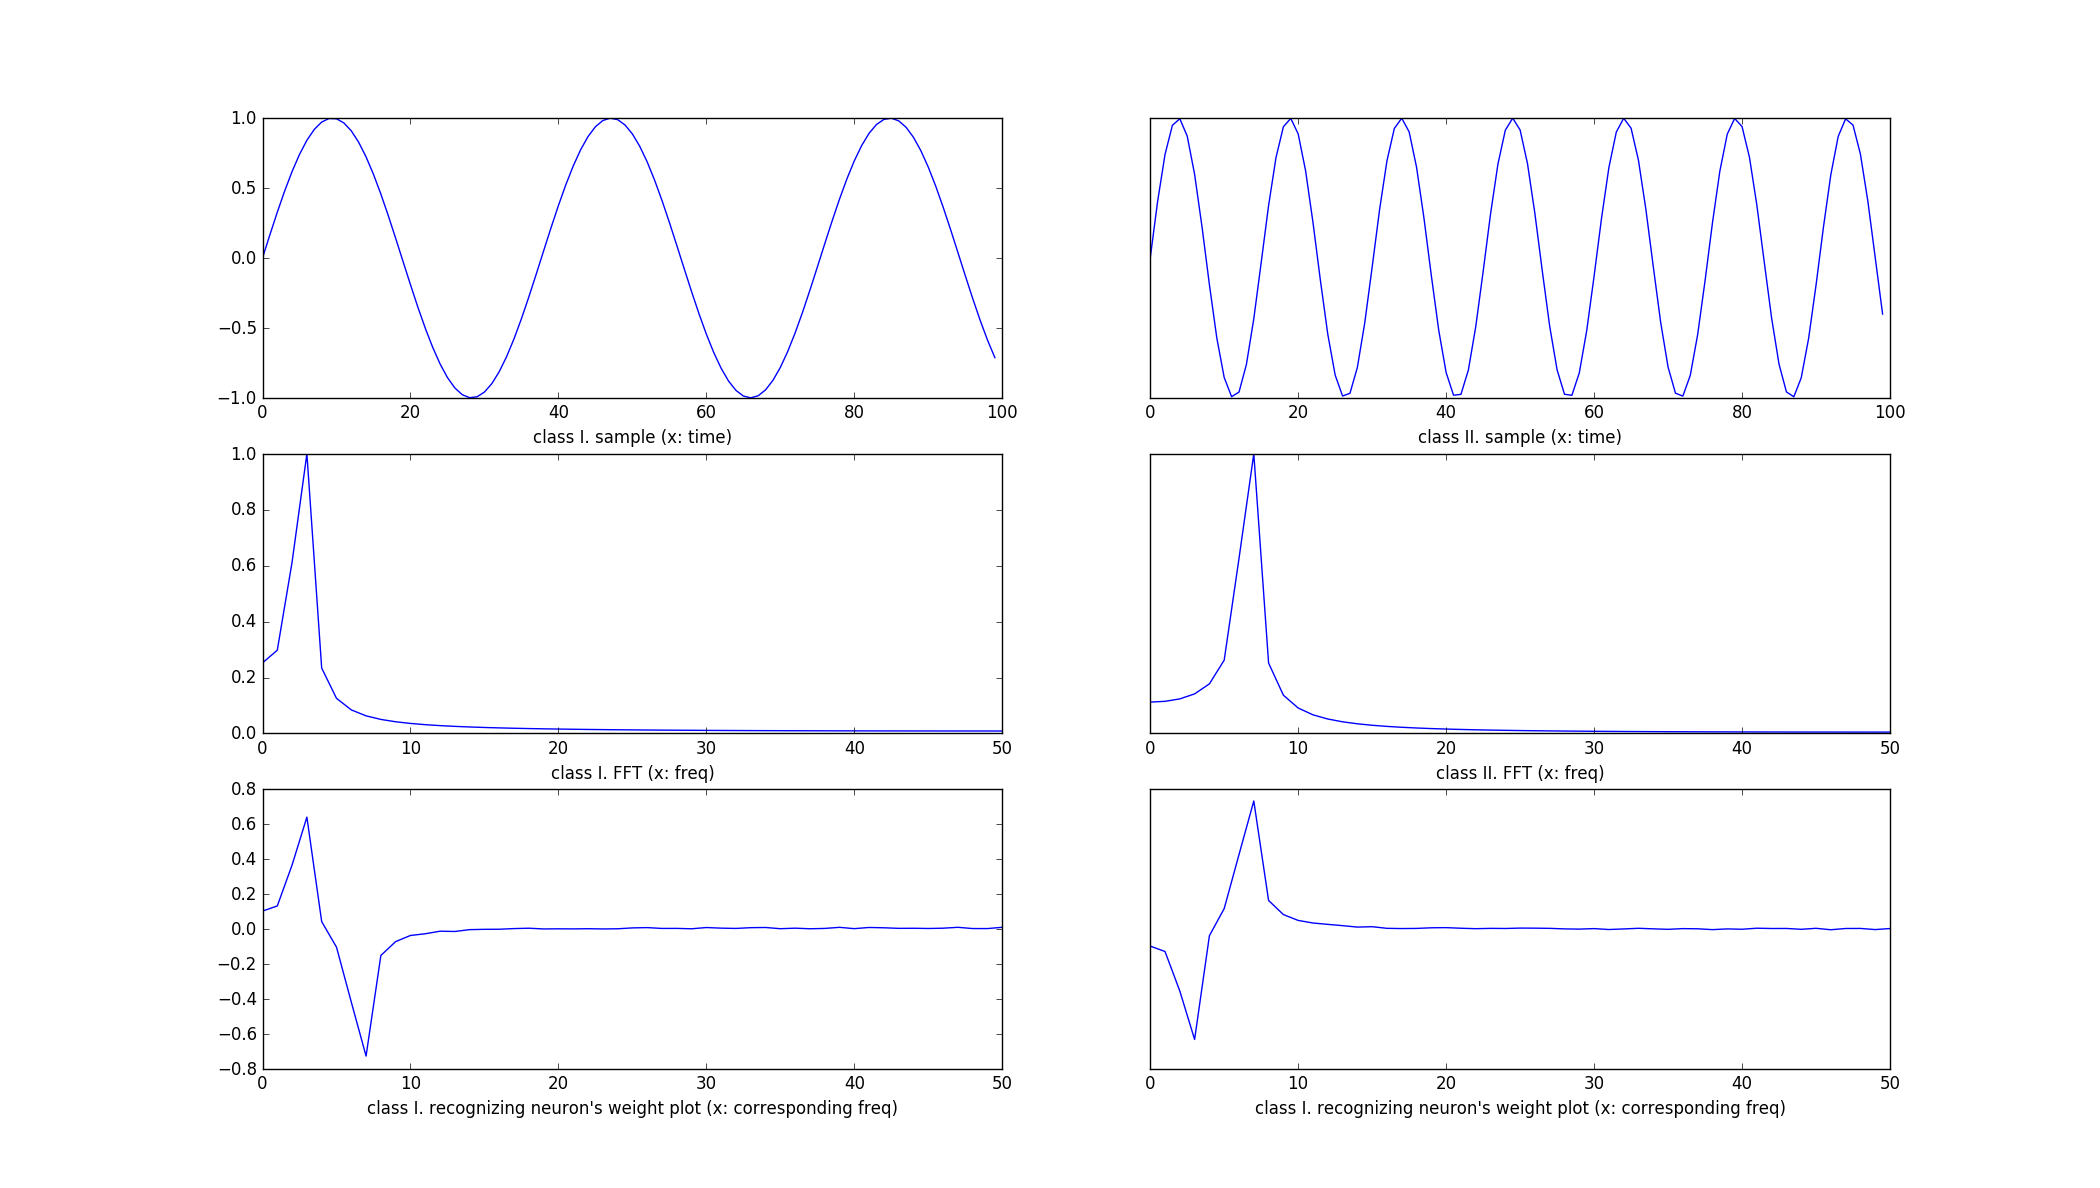 1.0
0.5
0.0
−0.5
−1.0
0 20 40 60 80 100
0 20 40 60 80 100
class I. sample (x: time)
class II. sample (x: time)
1.0
0.8
0.6
0.4
0.2
0.0
0 10 20 30 40 50
0 10 20 30 40 50
class I. FFT (x: freq)
class II. FFT (x: freq)
0.8
0.6
0.4
0.2
0.0
−0.2
−0.4
−0.6
−0.8
0 10 20 30 40 50
0 10 20 30 40 50
class I. recognizing neuron's weight plot (x: corresponding freq)
class I. recognizing neuron's weight plot (x: corresponding freq)